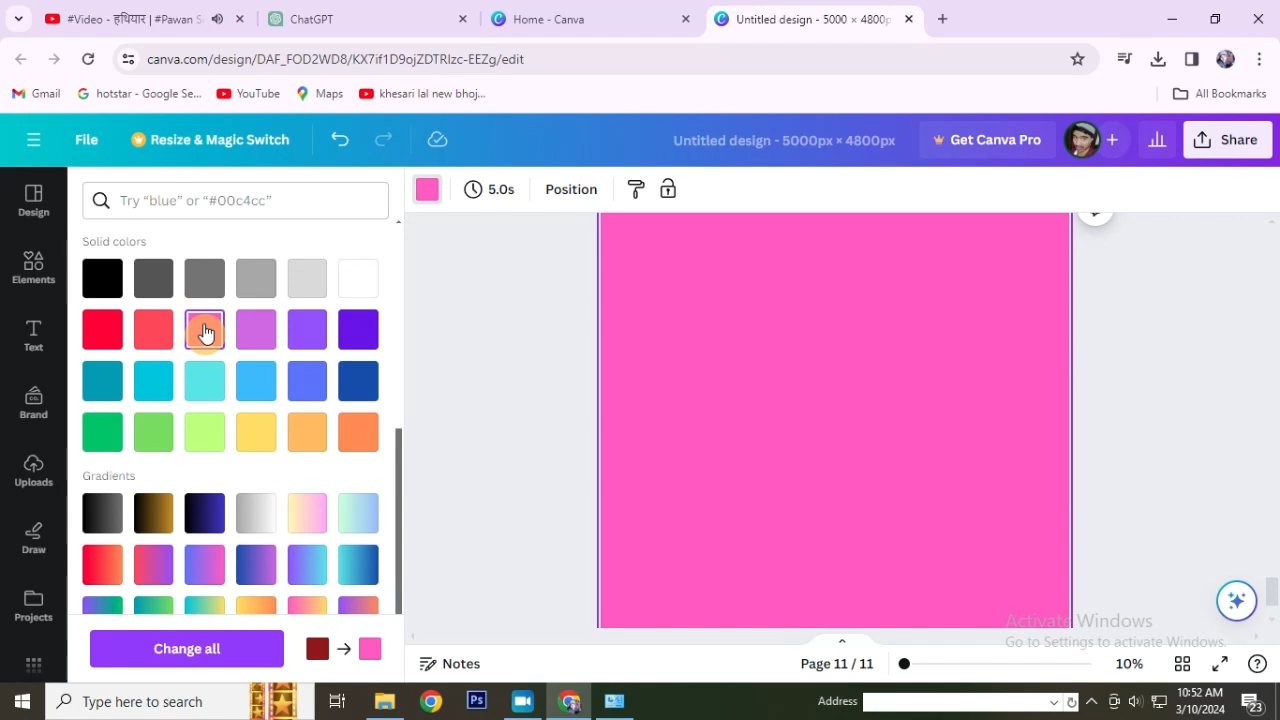 #Video - हथियार | #Pawan S
ChatGPT
Home - Canva
Untitled design - 5000 × 4800p
canva.com/design/DAF_FOD2WD8/KX7if1D9ojZDTRlzc-EEZg/edit
Gmail
hotstar - Google Se...
YouTube
Maps
khesari lal new bhoj...
All Bookmarks
File
Resize & Magic Switch
Untitled design - 5000px × 4800px
Get Canva Pro
Share
Design
Elements
Text
Brand
Uploads
Draw
Projects
Try “blue” or “#00c4cc”
Solid colors
Gradients
Change all
5.0s
Position
Activate Windows
Go to Settings to activate Windows.
Notes
Page 11 / 11
10%
Type here to search
Ps
Address
10:52 AM
3/10/2024
23